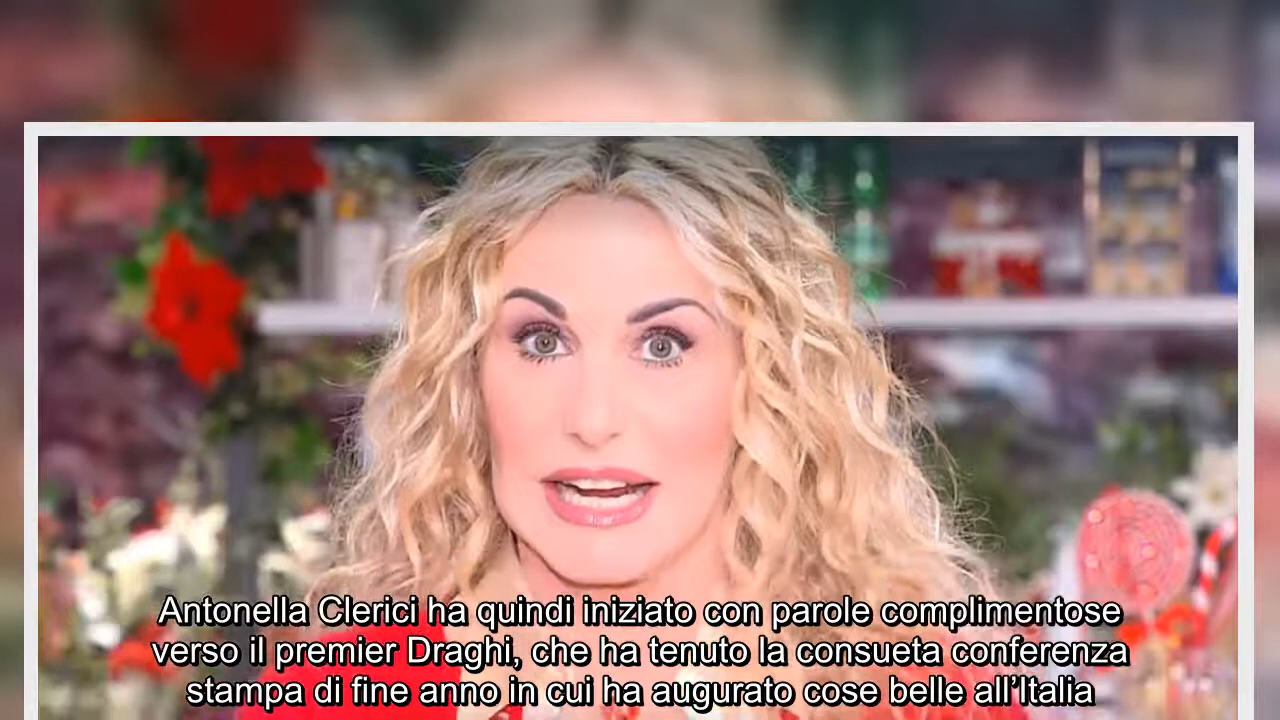 Antonella Clerici ha quindi iniziato con parole complimentose
verso il premier Draghi, che ha tenuto la consueta conferenza
stampa di fine anno in cui ha augurato cose belle all’Italia